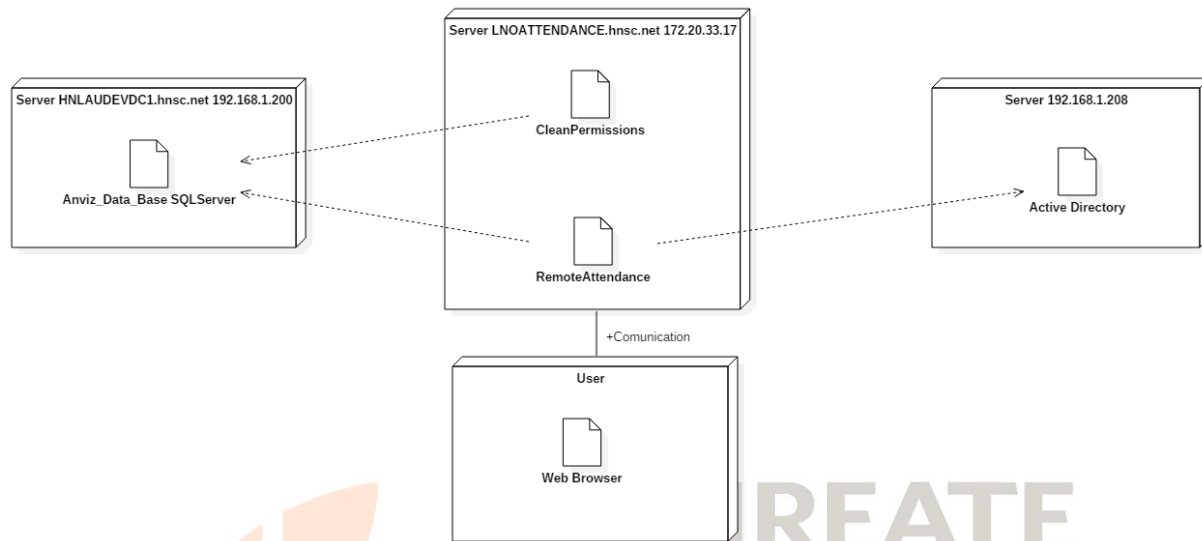 Server LNOATTENDANCE.hnsc.net 172.20.33.17
CleanPermissions
RemoteAttendance
Server HNLAUDEVDC1.hnsc.net 192.168.1.200
Anviz_Data_Base SQLServer
Server 192.168.1.208
Active Directory
+Comunication
User
Web Browser